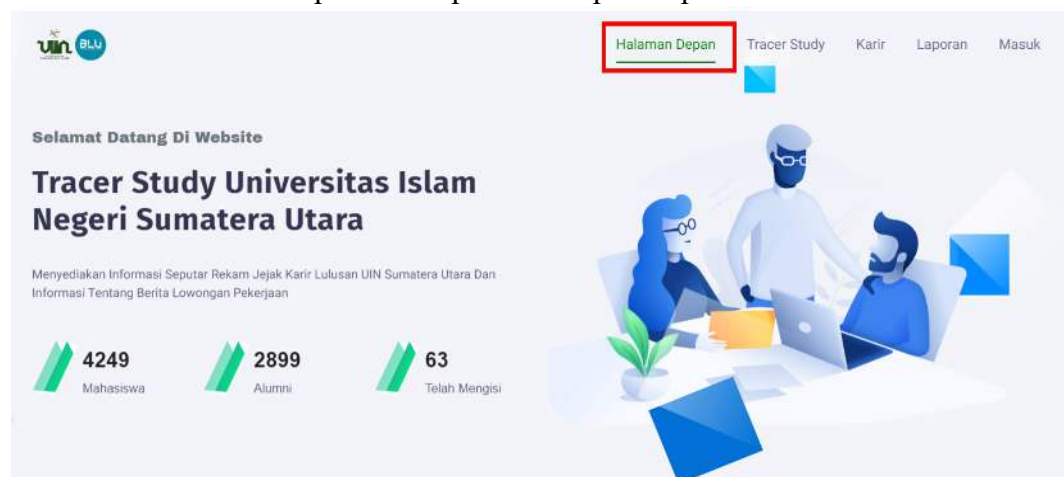 UIN BLU
Halaman Depan Tracer Study Karir Laporan Masuk
Selamat Datang Di Website
Tracer Study Universitas Islam
Negeri Sumatera Utara
Menyediakan Informasi Seputar Rekam Jejak Karir Lulusan UIN Sumatera Utara Dan
Informasi Tentang Berita Lowongan Pekerjaan
4249 2899 63
Mahasiswa Alumni Telah Mengisi